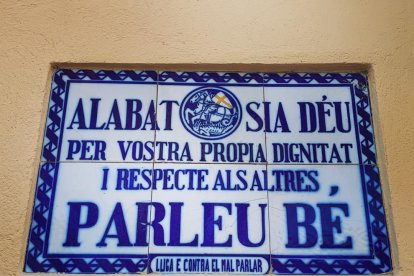 ALABAT SIA DÉU
PER VOSTRA PROPIA DIGNITAT
I RESPECTE ALS ALTRES
PARLEU BÉ
LLIGA E CONTRA EL MAL PARLAR